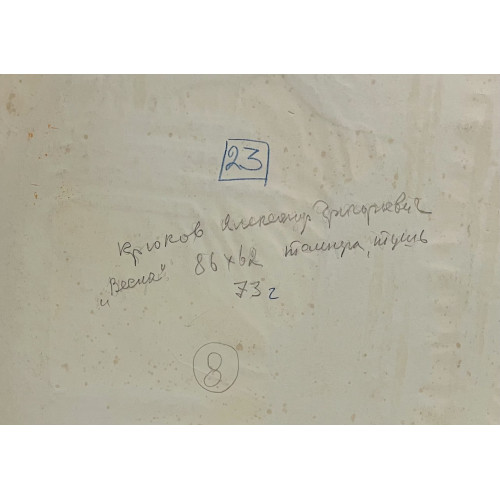 23
Крюков Александр Григорьевич
"Весна" 86х62 темпера, тушь
73 г
8